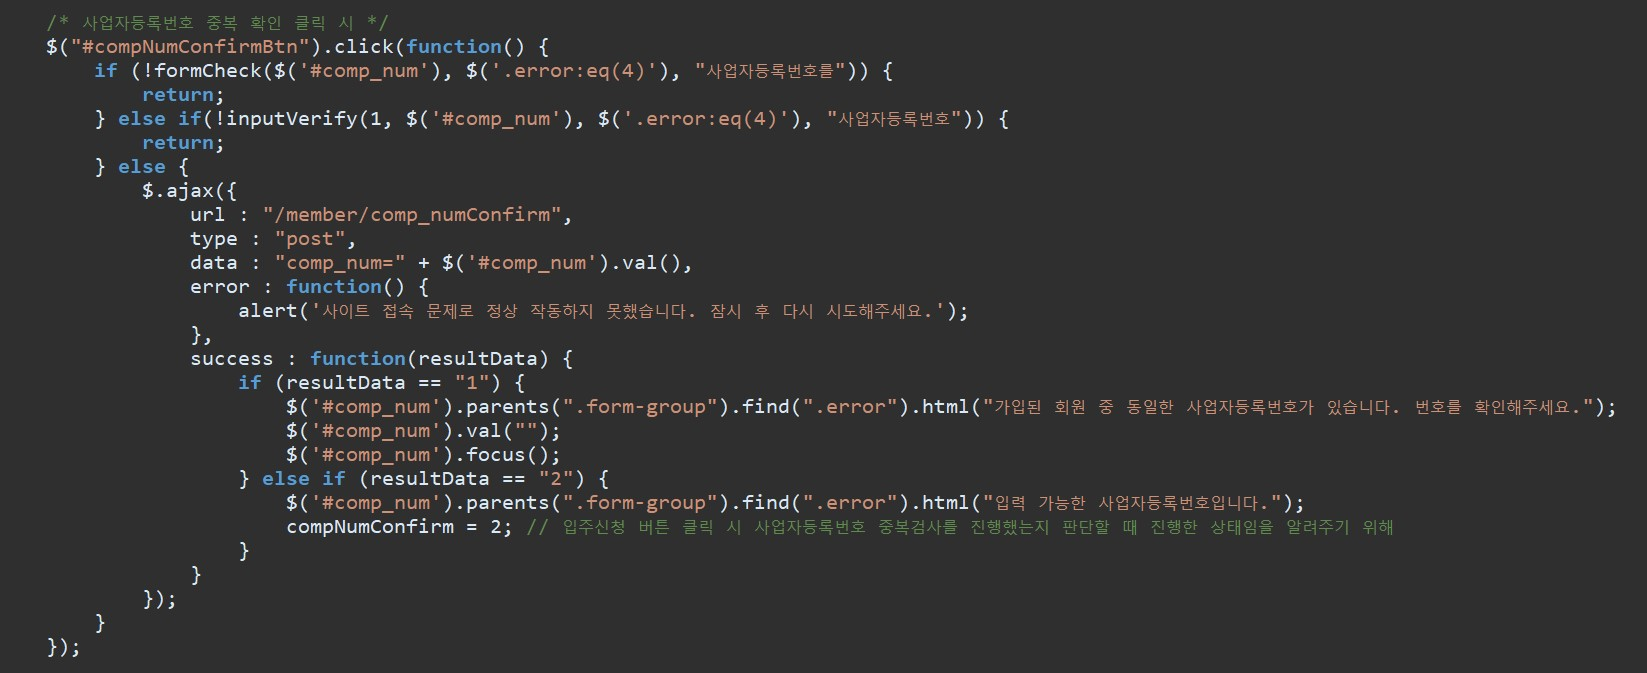 /* 사업자등록번호 중복 확인 클릭 시 */
$("#compNumConfirmBtn").click(function() {
if (!formCheck($('#comp_num'), $('.error:eq(4)'), "사업자등록번호를")) {
return;
} else if(!inputVerify(1, $('#comp_num'), $('.error:eq(4)'), "사업자등록번호")) {
return;
} else {
$.ajax({
url : "/member/comp_numConfirm",
type : "post",
data : "comp_num=" + $('#comp_num').val(),
error : function() {
alert('사이트 접속 문제로 정상 작동하지 못했습니다. 잠시 후 다시 시도해주세요.');
},
success : function(resultData) {
if (resultData == "1") {
$('#comp_num').parents(".form-group").find(".error").html("가입된 회원 중 동일한 사업자등록번호가 있습니다. 번호를 확인해주세요.");
$('#comp_num').val("");
$('#comp_num').focus();
} else if (resultData == "2") {
$('#comp_num').parents(".form-group").find(".error").html("입력 가능한 사업자등록번호입니다.");
compNumConfirm = 2; // 입주신청 버튼 클릭 시 사업자등록번호 중복검사를 진행했는지 판단할 때 진행한 상태임을 알려주기 위해
}
}
});
}
});